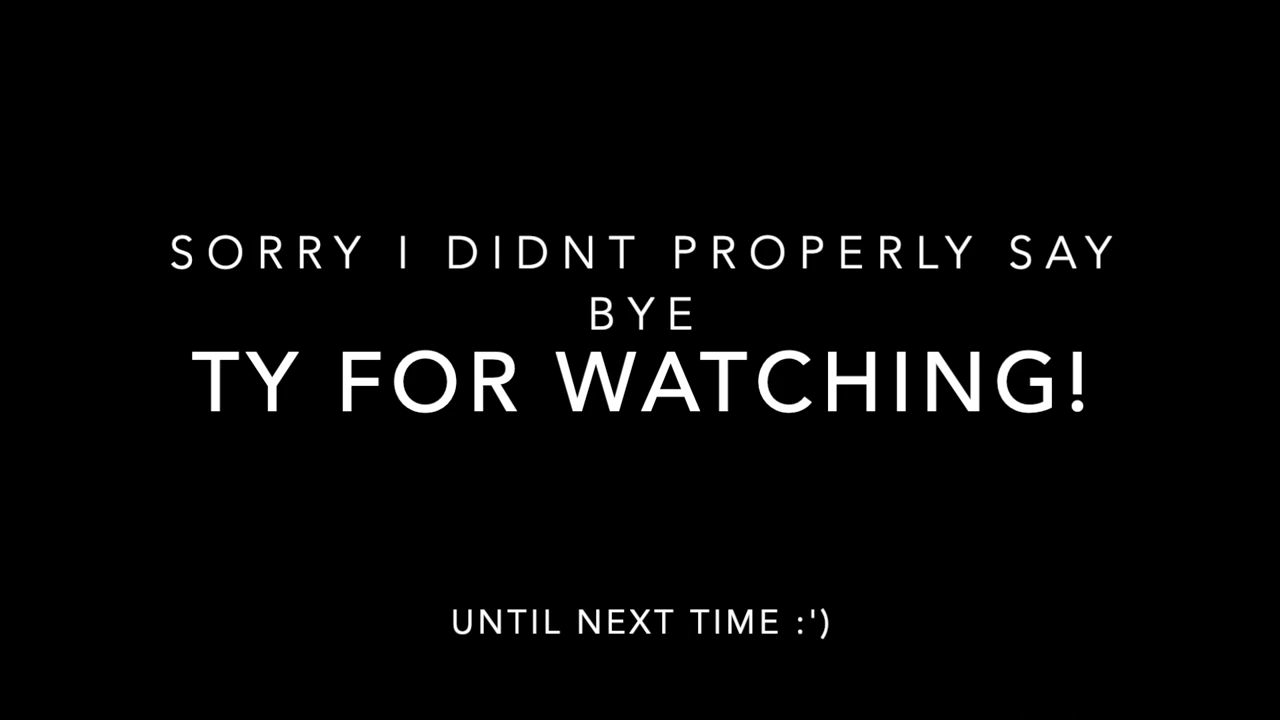 SORRY I DIDNT PROPERLY SAY
BYE
TY FOR WATCHING!
UNTIL NEXT TIME :')